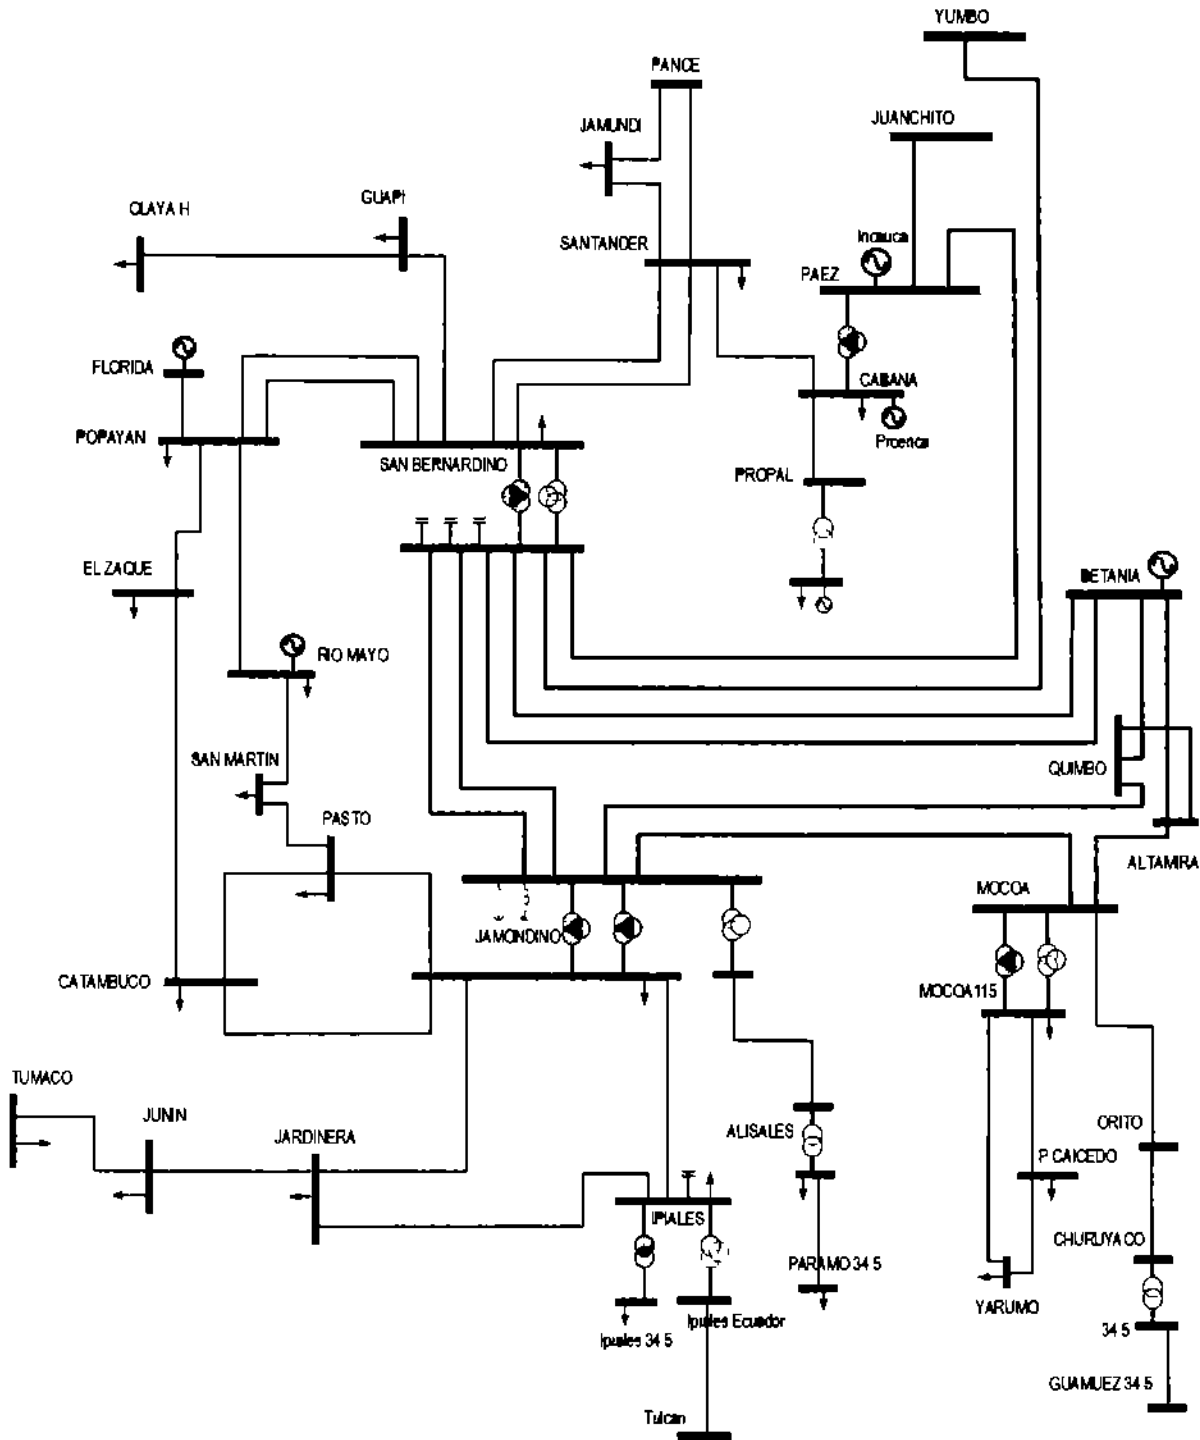 YUMBO
PANCE
JUANCHITO
JAMUNDI
GUAPI
OLAYA H
SANTANDER
Incauca
PAEZ
FLORIDA
CABANA
POPAYAN
Proenca
SAN BERNARDINO
PROPAL
EL ZAQUE
BETANIA
RIO MAYO
SAN MARTIN
QUIMBO
PASTO
ALTAMIRA
MOCOA
JAMONDINO
CATAMBUCO
MOCOA 115
TUMACO
JUNIN
JARDINERA
ALISALES
ORITO
P CAICEDO
IPIALES
CHURUYACO
PARAMO 34 5
YARUMO
Ipiales Ecuador
Ipiales 34 5
34 5
GUAMUEZ 34 5
Tulcan